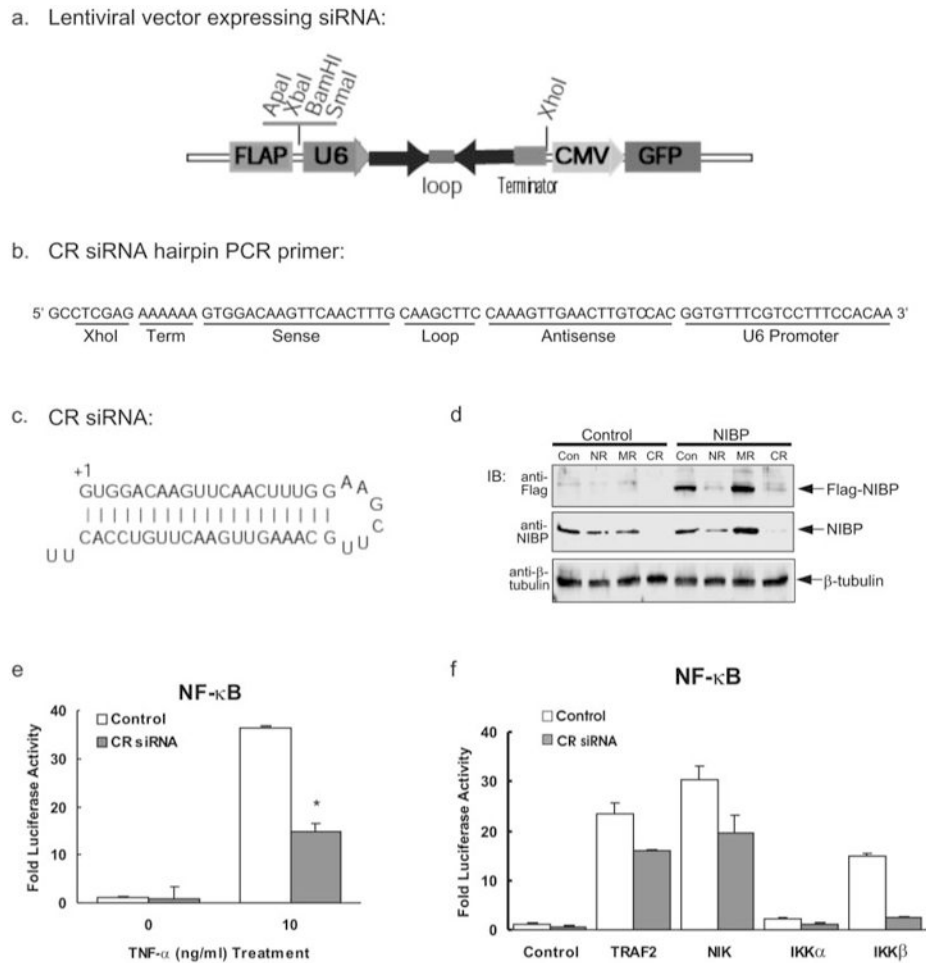 a. Lentiviral vector expressing siRNA:
ApaI
XbaI
BamHI
SmaI
XhoI
FLAP U6 CMV GFP
loop Terminator
b. CR siRNA hairpin PCR primer:
5' GCCTCGAG AAAAAA GTGGACAAGTTCAACTTTG CAAGCTTC CAAAGTTGAACTTGTCCAC GGTGTTTCGTCCTTTCCACAA 3'
XhoI Term Sense Loop Antisense U6 Promoter
c. CR siRNA:
+1
GUGGACAAGUUCAACUUUGG A A G C U U
CACCUGUUCAAGUUGAAAC G
U U
d
Control NIBP
Con NR MR CR Con NR MR CR
IB: anti-Flag Flag-NIBP
anti-NIBP NIBP
anti-β-tubulin β-tubulin
e
NF-κB
40
30
20
10
0
Fold Luciferase Activity
Control
CR siRNA
*
0 10
TNF-α (ng/ml) Treatment
f
NF-κB
40
30
20
10
0
Fold Luciferase Activity
Control
CR siRNA
Control TRAF2 NIK IKKα IKKβ